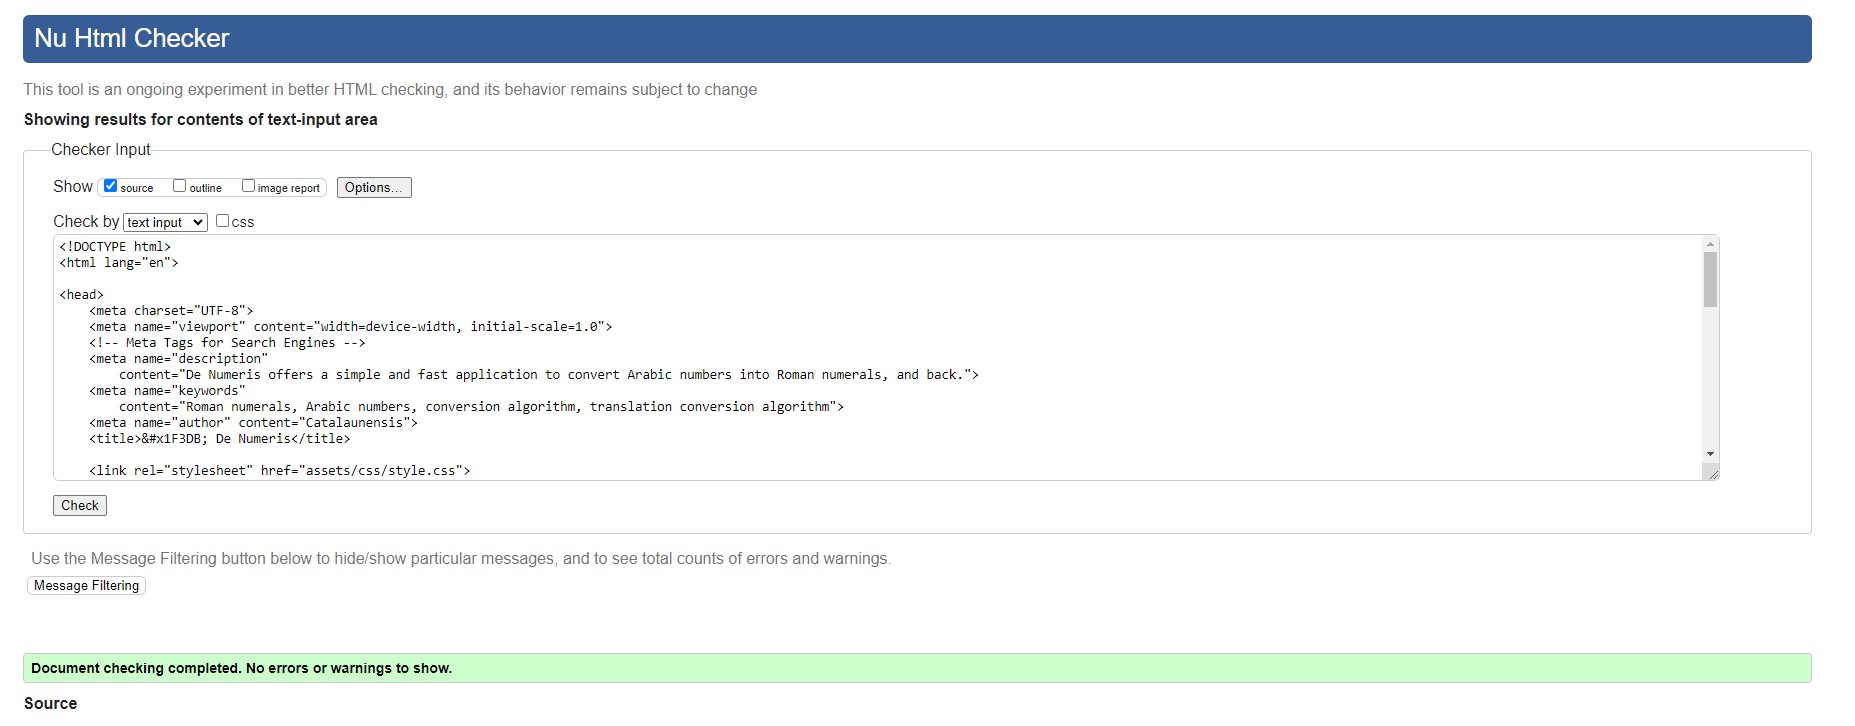 Nu Html Checker
This tool is an ongoing experiment in better HTML checking, and its behavior remains subject to change
Showing results for contents of text-input area
Checker Input
Show source outline image report Options...
Check by text input css
<!DOCTYPE html>
<html lang="en">
<head>
<meta charset="UTF-8">
<meta name="viewport" content="width=device-width, initial-scale=1.0">
<!-- Meta Tags for Search Engines -->
<meta name="description"
content="De Numeris offers a simple and fast application to convert Arabic numbers into Roman numerals, and back.">
<meta name="keywords"
content="Roman numerals, Arabic numbers, conversion algorithm, translation conversion algorithm">
<meta name="author" content="Catalaunensis">
<title>&#x1F3DB; De Numeris</title>
<link rel="stylesheet" href="assets/css/style.css">
Check
Use the Message Filtering button below to hide/show particular messages, and to see total counts of errors and warnings.
Message Filtering
Document checking completed. No errors or warnings to show.
Source